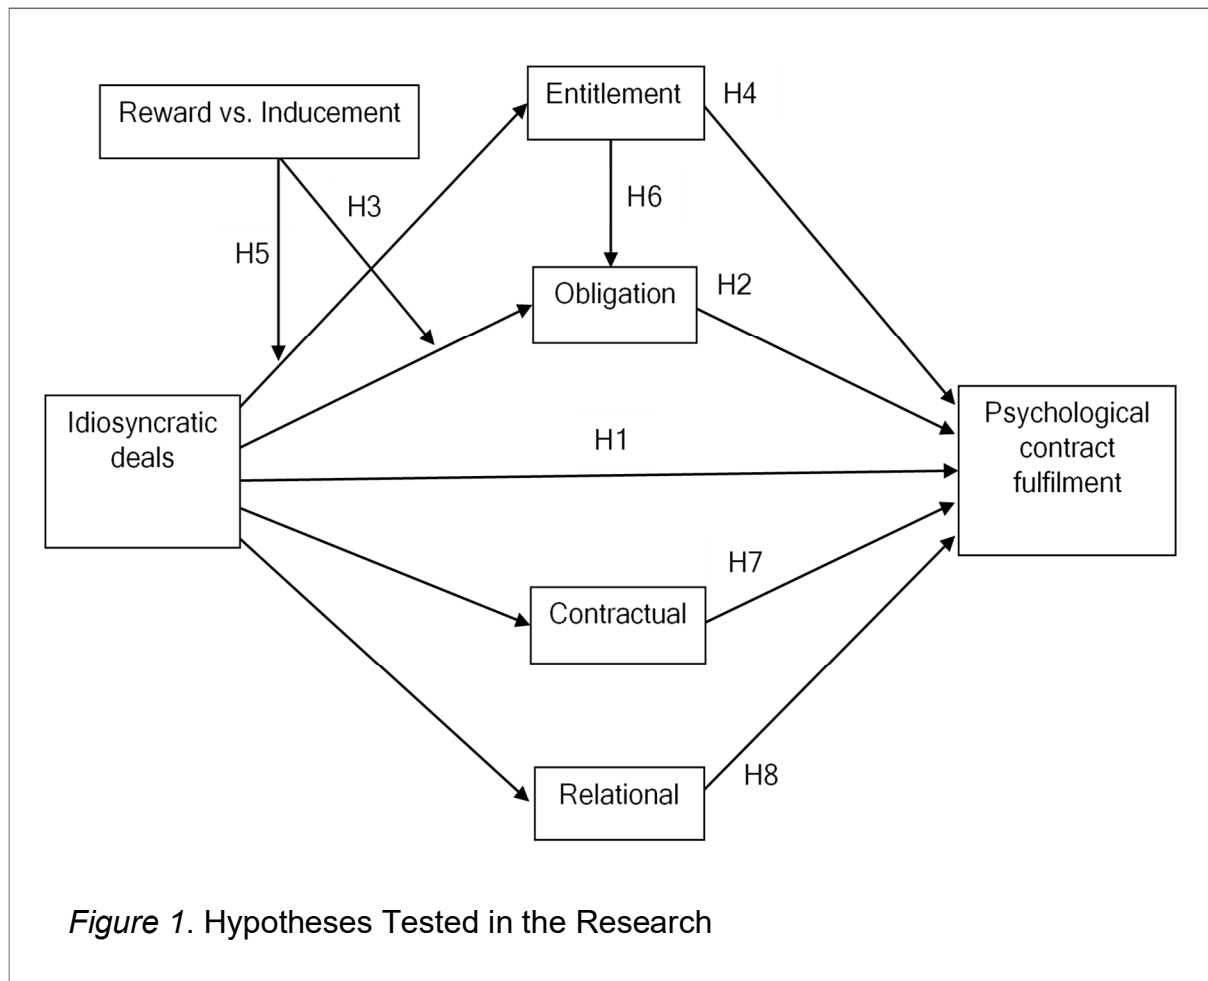 Entitlement
H4
Reward vs. Inducement
H3
H6
H5
Obligation
H2
Idiosyncratic
deals
H1
Psychological
contract
fulfilment
H7
Contractual
H8
Relational
Figure 1. Hypotheses Tested in the Research